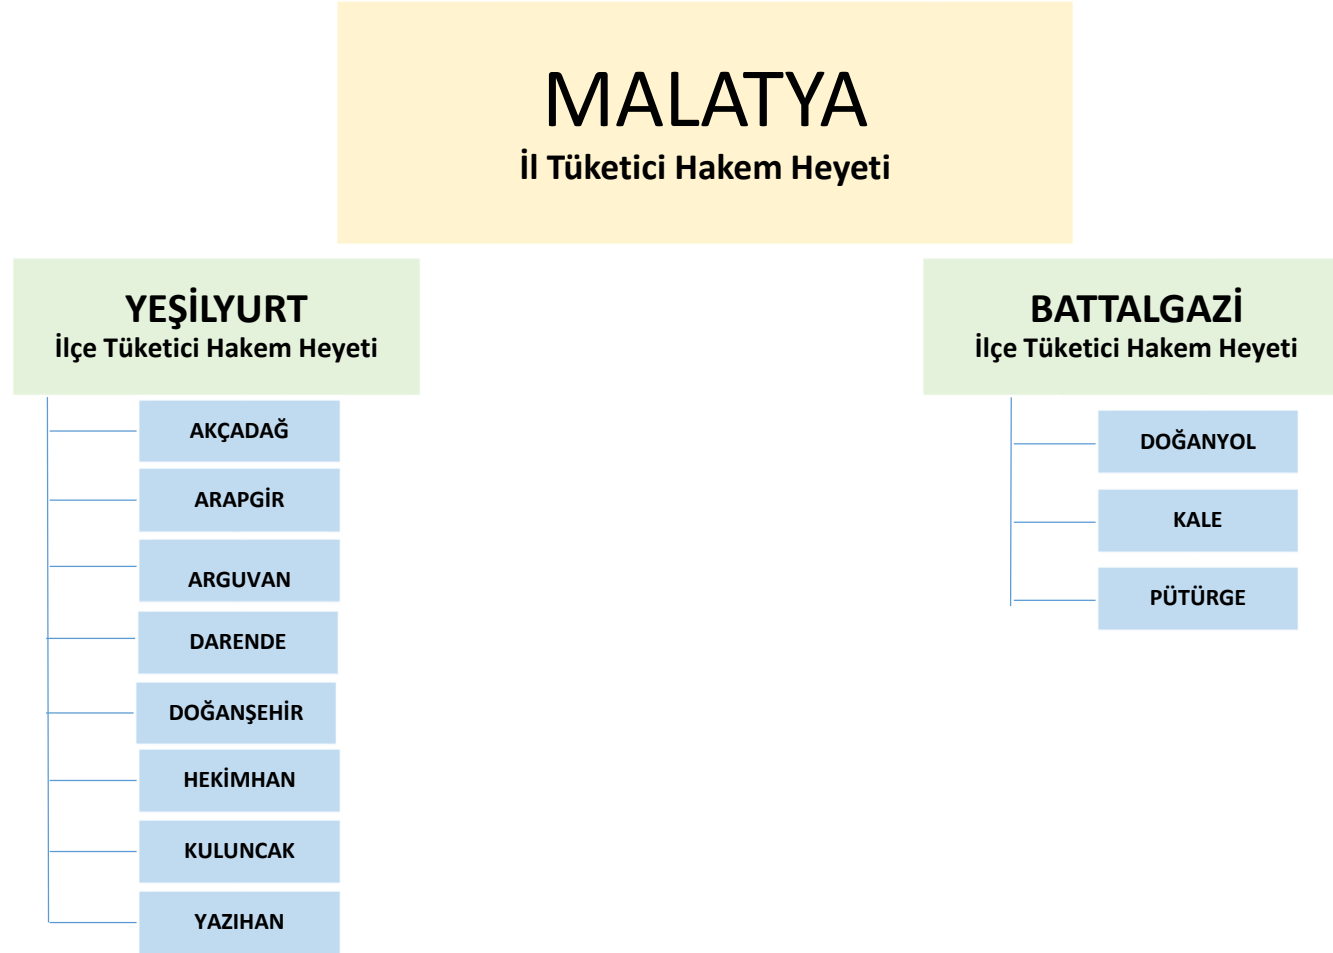 MALATYA
İl Tüketici Hakem Heyeti
YEŞİLYURT
İlçe Tüketici Hakem Heyeti
AKÇADAĞ
ARAPGİR
ARGUVAN
DARENDE
DOĞANŞEHİR
HEKİMHAN
KULUNCAK
YAZIHAN
BATTALGAZİ
İlçe Tüketici Hakem Heyeti
DOĞANYOL
KALE
PÜTÜRGE